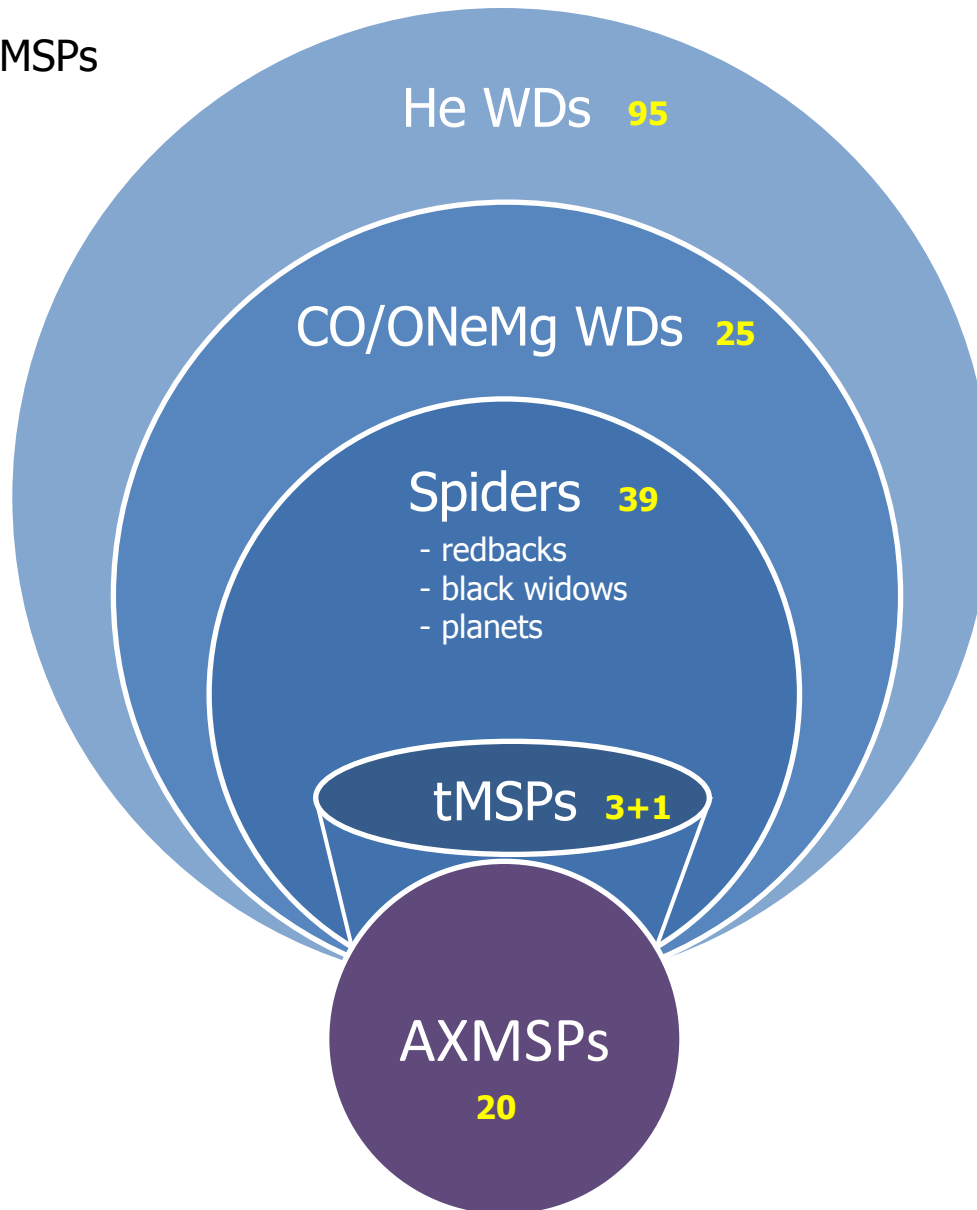 MSPs
He WDs 95
CO/ONeMg WDs 25
Spiders 39
- redbacks
- black widows
- planets
tMSPs 3+1
AXMSPs
20